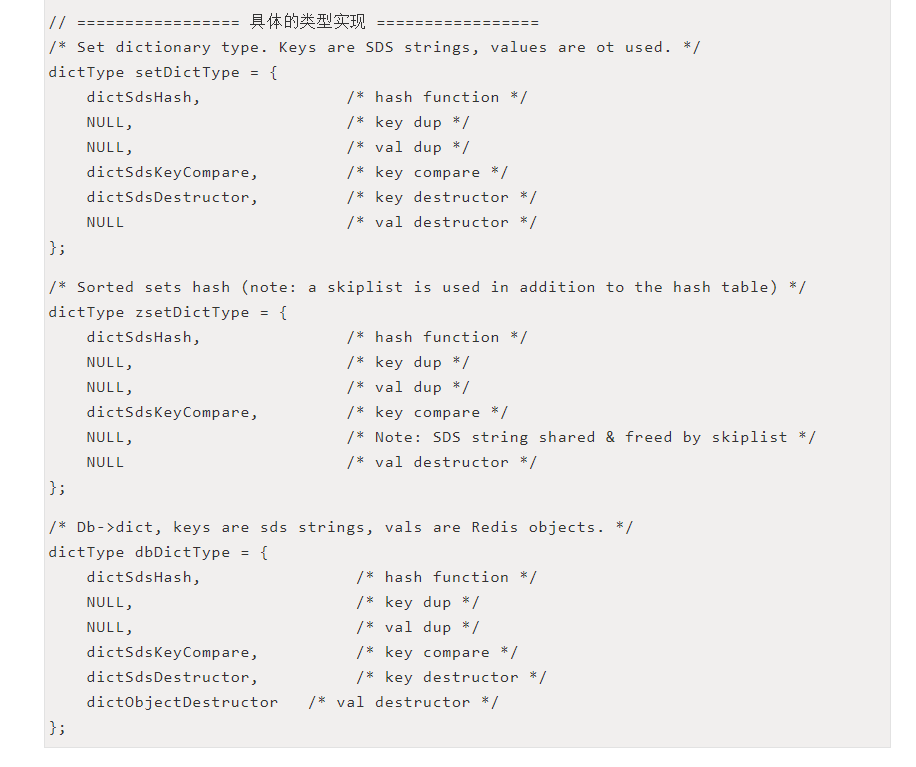 // ================= 具体的类型实现 =================
/* Set dictionary type. Keys are SDS strings, values are ot used. */
dictType setDictType = {
    dictSdsHash,               /* hash function */
    NULL,                      /* key dup */
    NULL,                      /* val dup */
    dictSdsKeyCompare,         /* key compare */
    dictSdsDestructor,         /* key destructor */
    NULL                       /* val destructor */
};
/* Sorted sets hash (note: a skiplist is used in addition to the hash table) */
dictType zsetDictType = {
    dictSdsHash,               /* hash function */
    NULL,                      /* key dup */
    NULL,                      /* val dup */
    dictSdsKeyCompare,         /* key compare */
    NULL,                      /* Note: SDS string shared & freed by skiplist */
    NULL                       /* val destructor */
};
/* Db->dict, keys are sds strings, vals are Redis objects. */
dictType dbDictType = {
    dictSdsHash,                /* hash function */
    NULL,                       /* key dup */
    NULL,                       /* val dup */
    dictSdsKeyCompare,          /* key compare */
    dictSdsDestructor,          /* key destructor */
    dictObjectDestructor   /* val destructor */
};